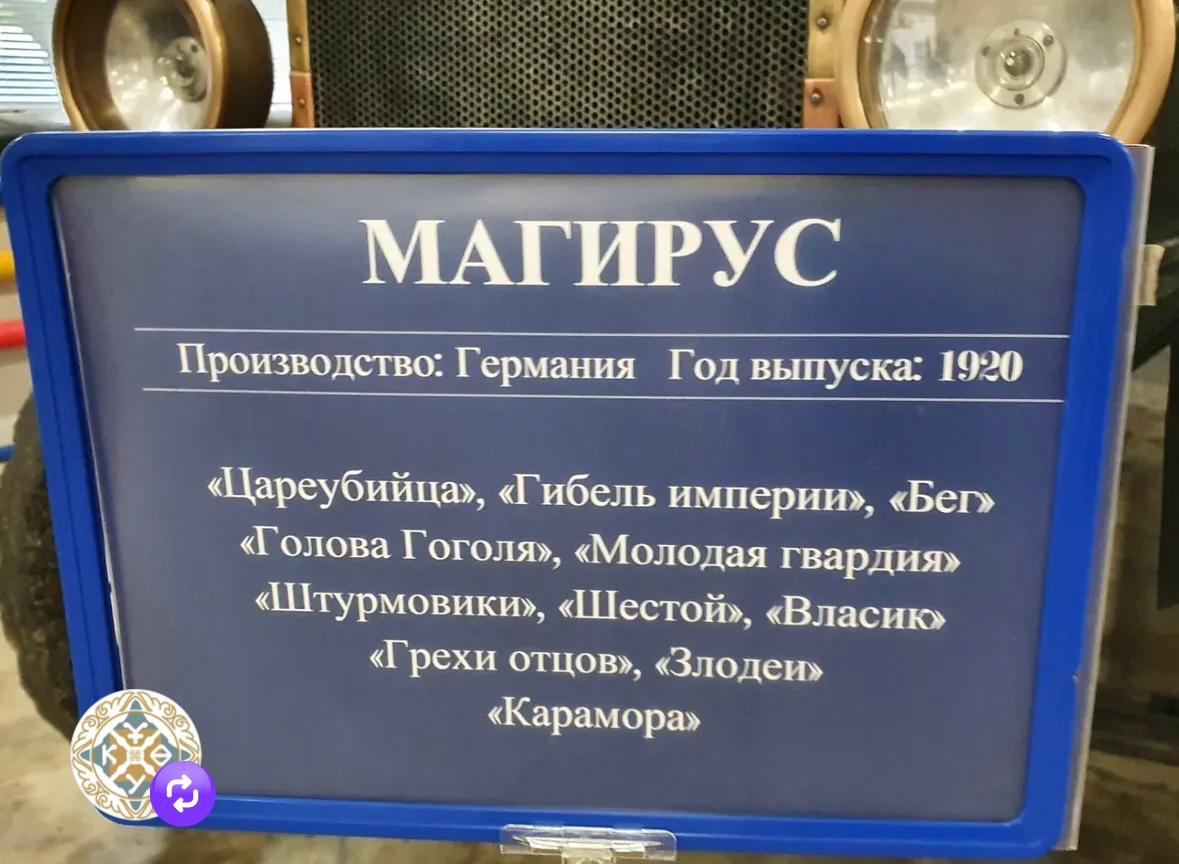 МАГИРУС
Производство: Германия Год выпуска: 1920
«Цареубийца», «Гибель империи», «Бег»
«Голова Гоголя», «Молодая гвардия»
«Штурмовики», «Шестой», «Власик»
«Грехи отцов», «Злодеи»
«Карамора»